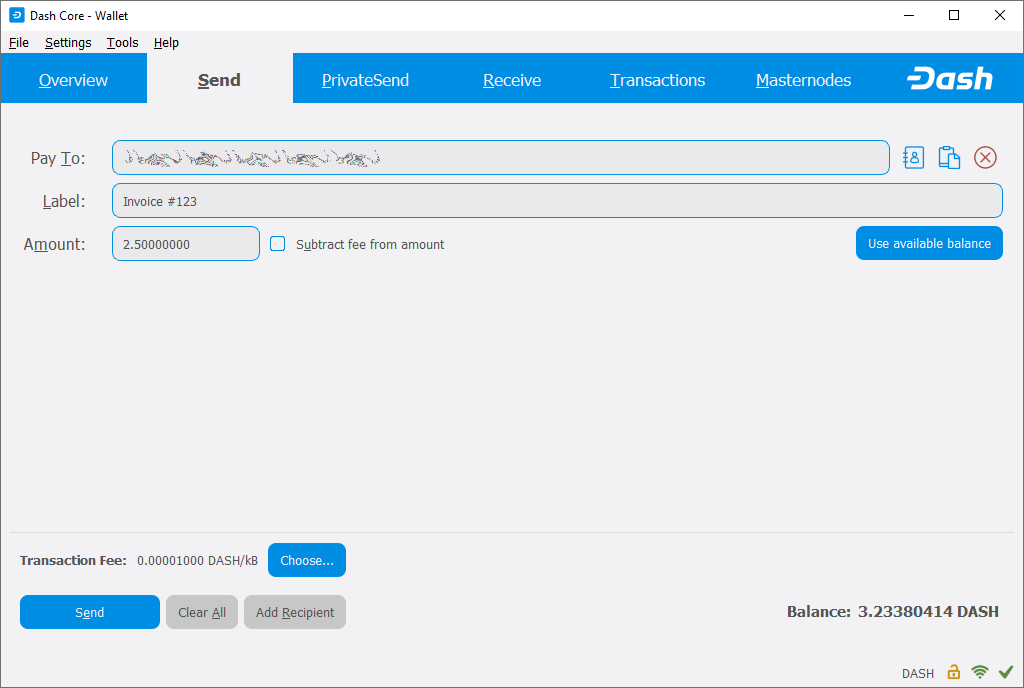 Dash Core - Wallet
File Settings Tools Help
Overview Send PrivateSend Receive Transactions Masternodes Dash
Pay To:
Label: Invoice #123
Amount: 2.50000000 Subtract fee from amount Use available balance
Transaction Fee: 0.00001000 DASH/kB Choose...
Send Clear All Add Recipient Balance: 3.23380414 DASH
DASH